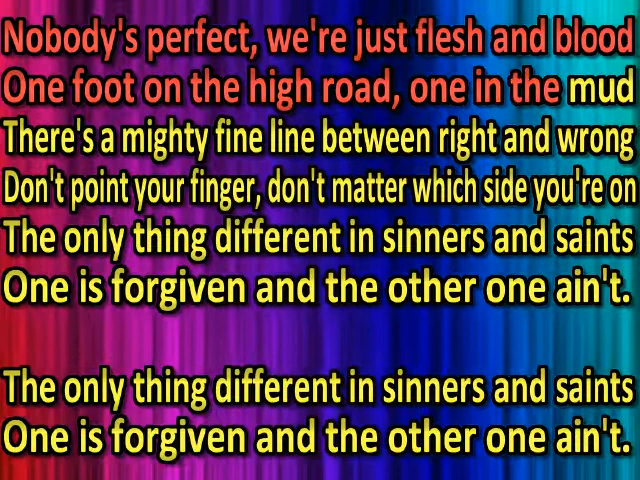 Nobody's perfect, we're just flesh and blood
One foot on the high road, one in the mud
There's a mighty fine line between right and wrong
Don't point your finger, don't matter which side you're on
The only thing different in sinners and saints
One is forgiven and the other one ain't.
The only thing different in sinners and saints
One is forgiven and the other one ain't.